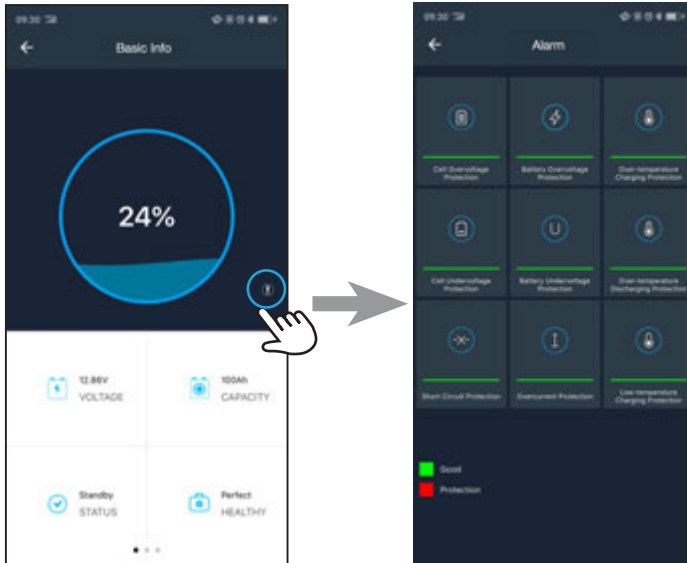 09:30
Basic Info
24%
12.86V
VOLTAGE
100Ah
CAPACITY
Standby
STATUS
Perfect
HEALTHY
09:30
Alarm
Cell Overvoltage
Protection
Battery Overvoltage
Protection
Over-temperature
Charging Protection
Cell Undervoltage
Protection
Battery Undervoltage
Protection
Over-temperature
Discharging Protection
Short Circuit Protection
Overcurrent Protection
Low-temperature
Charging Protection
Good
Protection